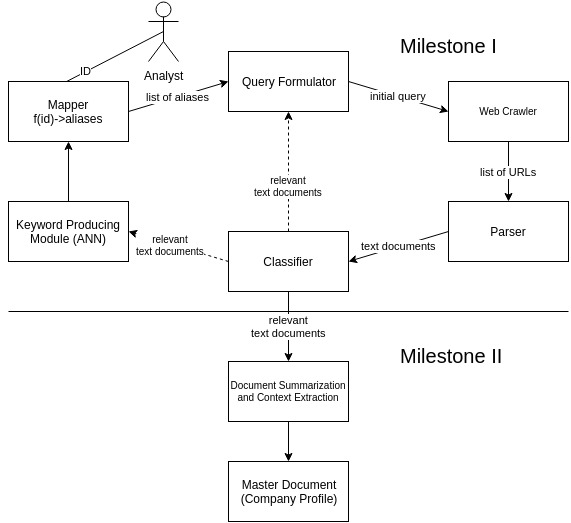 Milestone I
ID
Analyst
Mapper
f(id)->aliases
list of aliases
Query Formulator
initial query
Web Crawler
list of URLs
relevant
text documents
Keyword Producing
Module (ANN)
relevant
text documents
Classifier
text documents
Parser
relevant
text documents
Milestone II
Document Summarization
and Context Extraction
Master Document
(Company Profile)